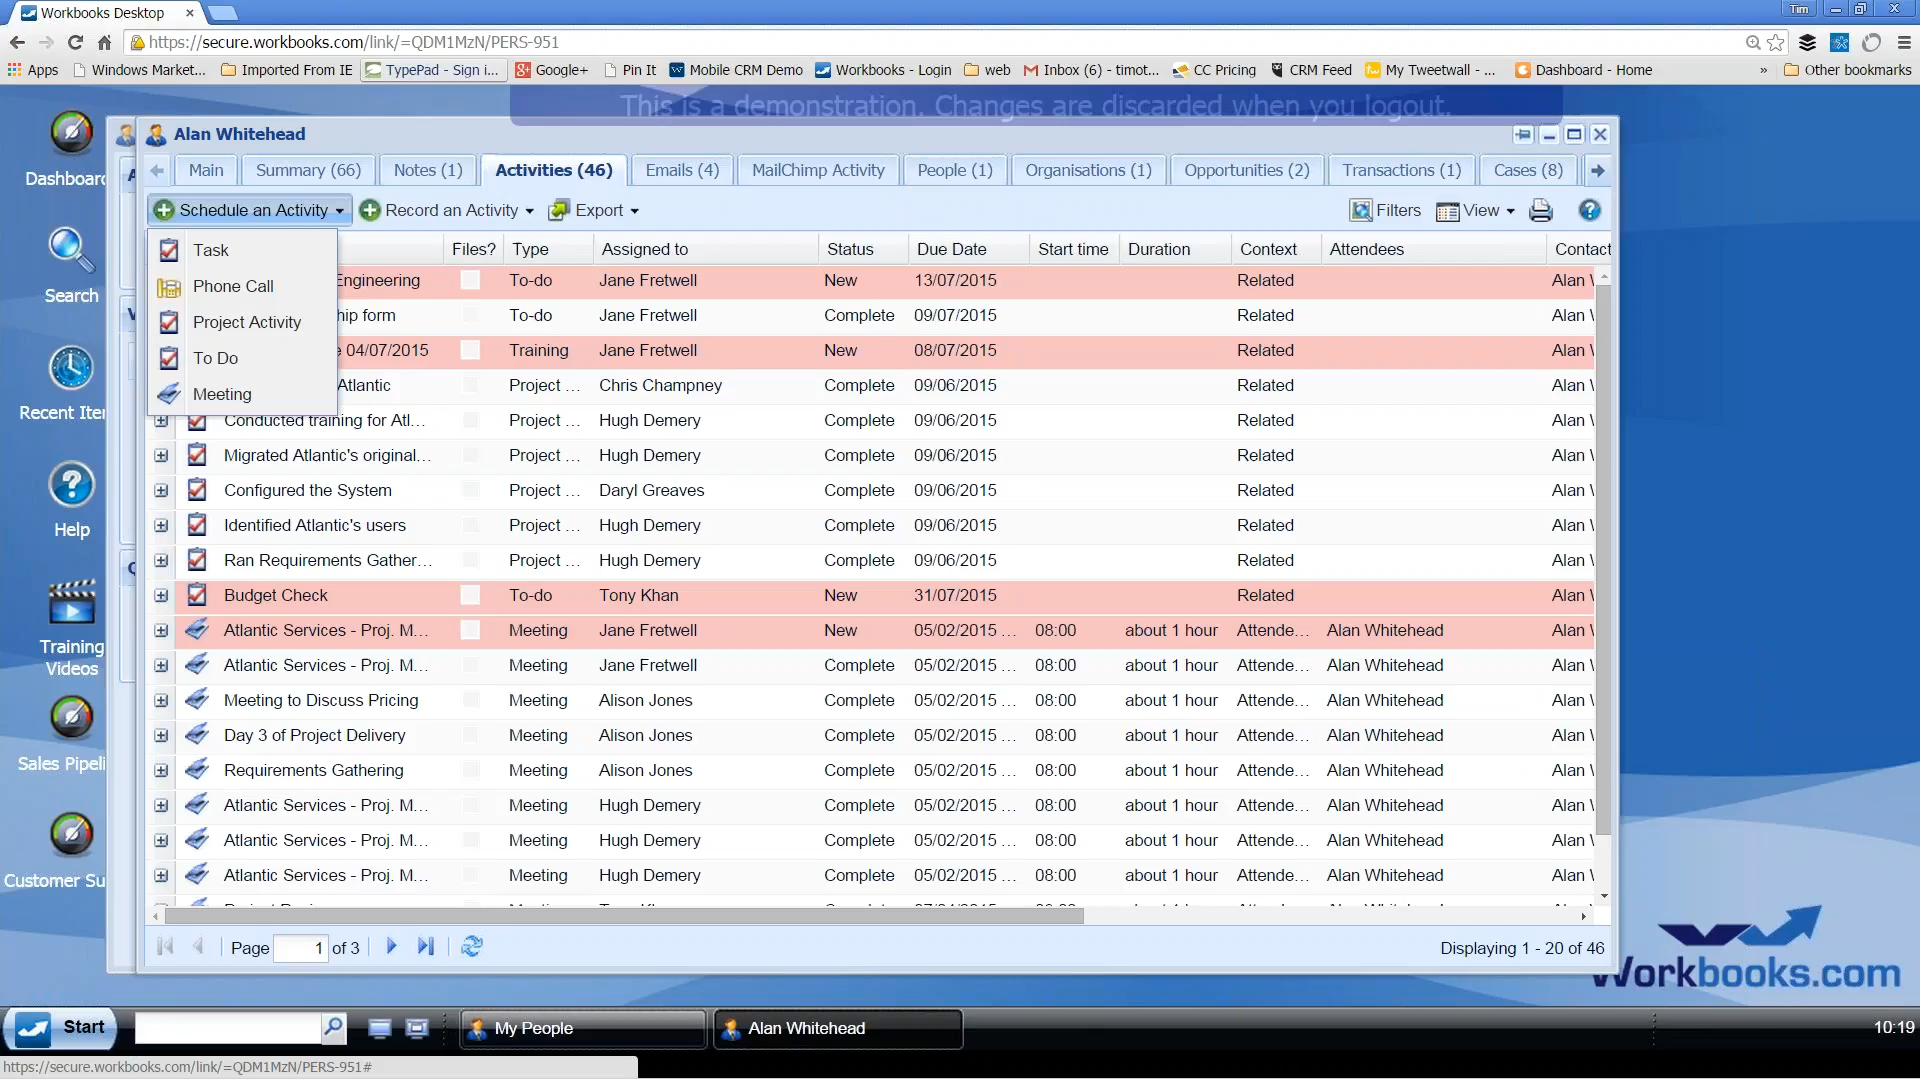 Workbooks Desktop
Tim
https://secure.workbooks.com/link/=QDM1MzN/PERS-951
Apps Windows Market... Imported From IE TypePad - Sign i... Google+ Pin It Mobile CRM Demo Workbooks - Login web Inbox (6) - timot... CC Pricing CRM Feed My Tweetwall - ... Dashboard - Home » Other bookmarks
This is a demonstration. Changes are discarded when you logout.
Alan Whitehead
Main Summary (66) Notes (1) Activities (46) Emails (4) MailChimp Activity People (1) Organisations (1) Opportunities (2) Transactions (1) Cases (8)
Schedule an Activity Record an Activity Export Filters View
Task
Phone Call
Project Activity
To Do
Meeting
Files? Type Assigned to Status Due Date Start time Duration Context Attendees Contact
Engineering To-do Jane Fretwell New 13/07/2015 Related Alan
hip form To-do Jane Fretwell Complete 09/07/2015 Related Alan
e 04/07/2015 Training Jane Fretwell New 08/07/2015 Related Alan
Atlantic Project ... Chris Champney Complete 09/06/2015 Related Alan
Conducted training for Atl... Project ... Hugh Demery Complete 09/06/2015 Related Alan
Migrated Atlantic's original... Project ... Hugh Demery Complete 09/06/2015 Related Alan
Configured the System Project ... Daryl Greaves Complete 09/06/2015 Related Alan
Identified Atlantic's users Project ... Hugh Demery Complete 09/06/2015 Related Alan
Ran Requirements Gather... Project ... Hugh Demery Complete 09/06/2015 Related Alan
Budget Check To-do Tony Khan New 31/07/2015 Related Alan
Atlantic Services - Proj. M... Meeting Jane Fretwell New 05/02/2015 ... 08:00 about 1 hour Attende... Alan Whitehead Alan
Atlantic Services - Proj. M... Meeting Jane Fretwell Complete 05/02/2015 ... 08:00 about 1 hour Attende... Alan Whitehead Alan
Meeting to Discuss Pricing Meeting Alison Jones Complete 05/02/2015 ... 08:00 about 1 hour Attende... Alan Whitehead Alan
Day 3 of Project Delivery Meeting Alison Jones Complete 05/02/2015 ... 08:00 about 1 hour Attende... Alan Whitehead Alan
Requirements Gathering Meeting Alison Jones Complete 05/02/2015 ... 08:00 about 1 hour Attende... Alan Whitehead Alan
Atlantic Services - Proj. M... Meeting Hugh Demery Complete 05/02/2015 ... 08:00 about 1 hour Attende... Alan Whitehead Alan
Atlantic Services - Proj. M... Meeting Hugh Demery Complete 05/02/2015 ... 08:00 about 1 hour Attende... Alan Whitehead Alan
Atlantic Services - Proj. M... Meeting Hugh Demery Complete 05/02/2015 ... 08:00 about 1 hour Attende... Alan Whitehead Alan
Page 1 of 3 Displaying 1 - 20 of 46
Dashboard
Search
Recent Iter
Help
Training
Videos
Sales Pipeli
Customer Su
Workbooks.com
Start My People Alan Whitehead 10:19
https://secure.workbooks.com/link/=QDM1MzN/PERS-951#